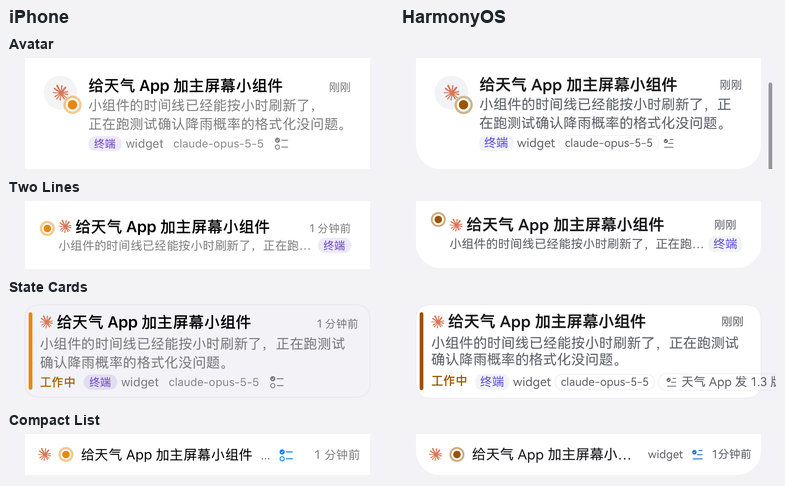 iPhone
HarmonyOS
Avatar
给天气 App 加主屏幕小组件 刚刚
小组件的时间线已经能按小时刷新了，
正在跑测试确认降雨概率的格式化没问题。
终端 widget claude-opus-5-5
给天气 App 加主屏幕小组件 刚刚
小组件的时间线已经能按小时刷新了，正
在跑测试确认降雨概率的格式化没问题。
终端 widget claude-opus-5-5
Two Lines
给天气 App 加主屏幕小组件 1 分钟前
小组件的时间线已经能按小时刷新了，正在跑... 终端
给天气 App 加主屏幕小组件 刚刚
小组件的时间线已经能按小时刷新了，正在跑... 终端
State Cards
给天气 App 加主屏幕小组件 1 分钟前
小组件的时间线已经能按小时刷新了，正在跑测试
确认降雨概率的格式化没问题。
工作中 终端 widget claude-opus-5-5
给天气 App 加主屏幕小组件 刚刚
小组件的时间线已经能按小时刷新了，正在跑测试
确认降雨概率的格式化没问题。
工作中 终端 widget claude-opus-5-5 天气 App 发 1.3
Compact List
给天气 App 加主屏幕小组件 ... 1 分钟前
给天气 App 加主屏幕小... widget 1分钟前